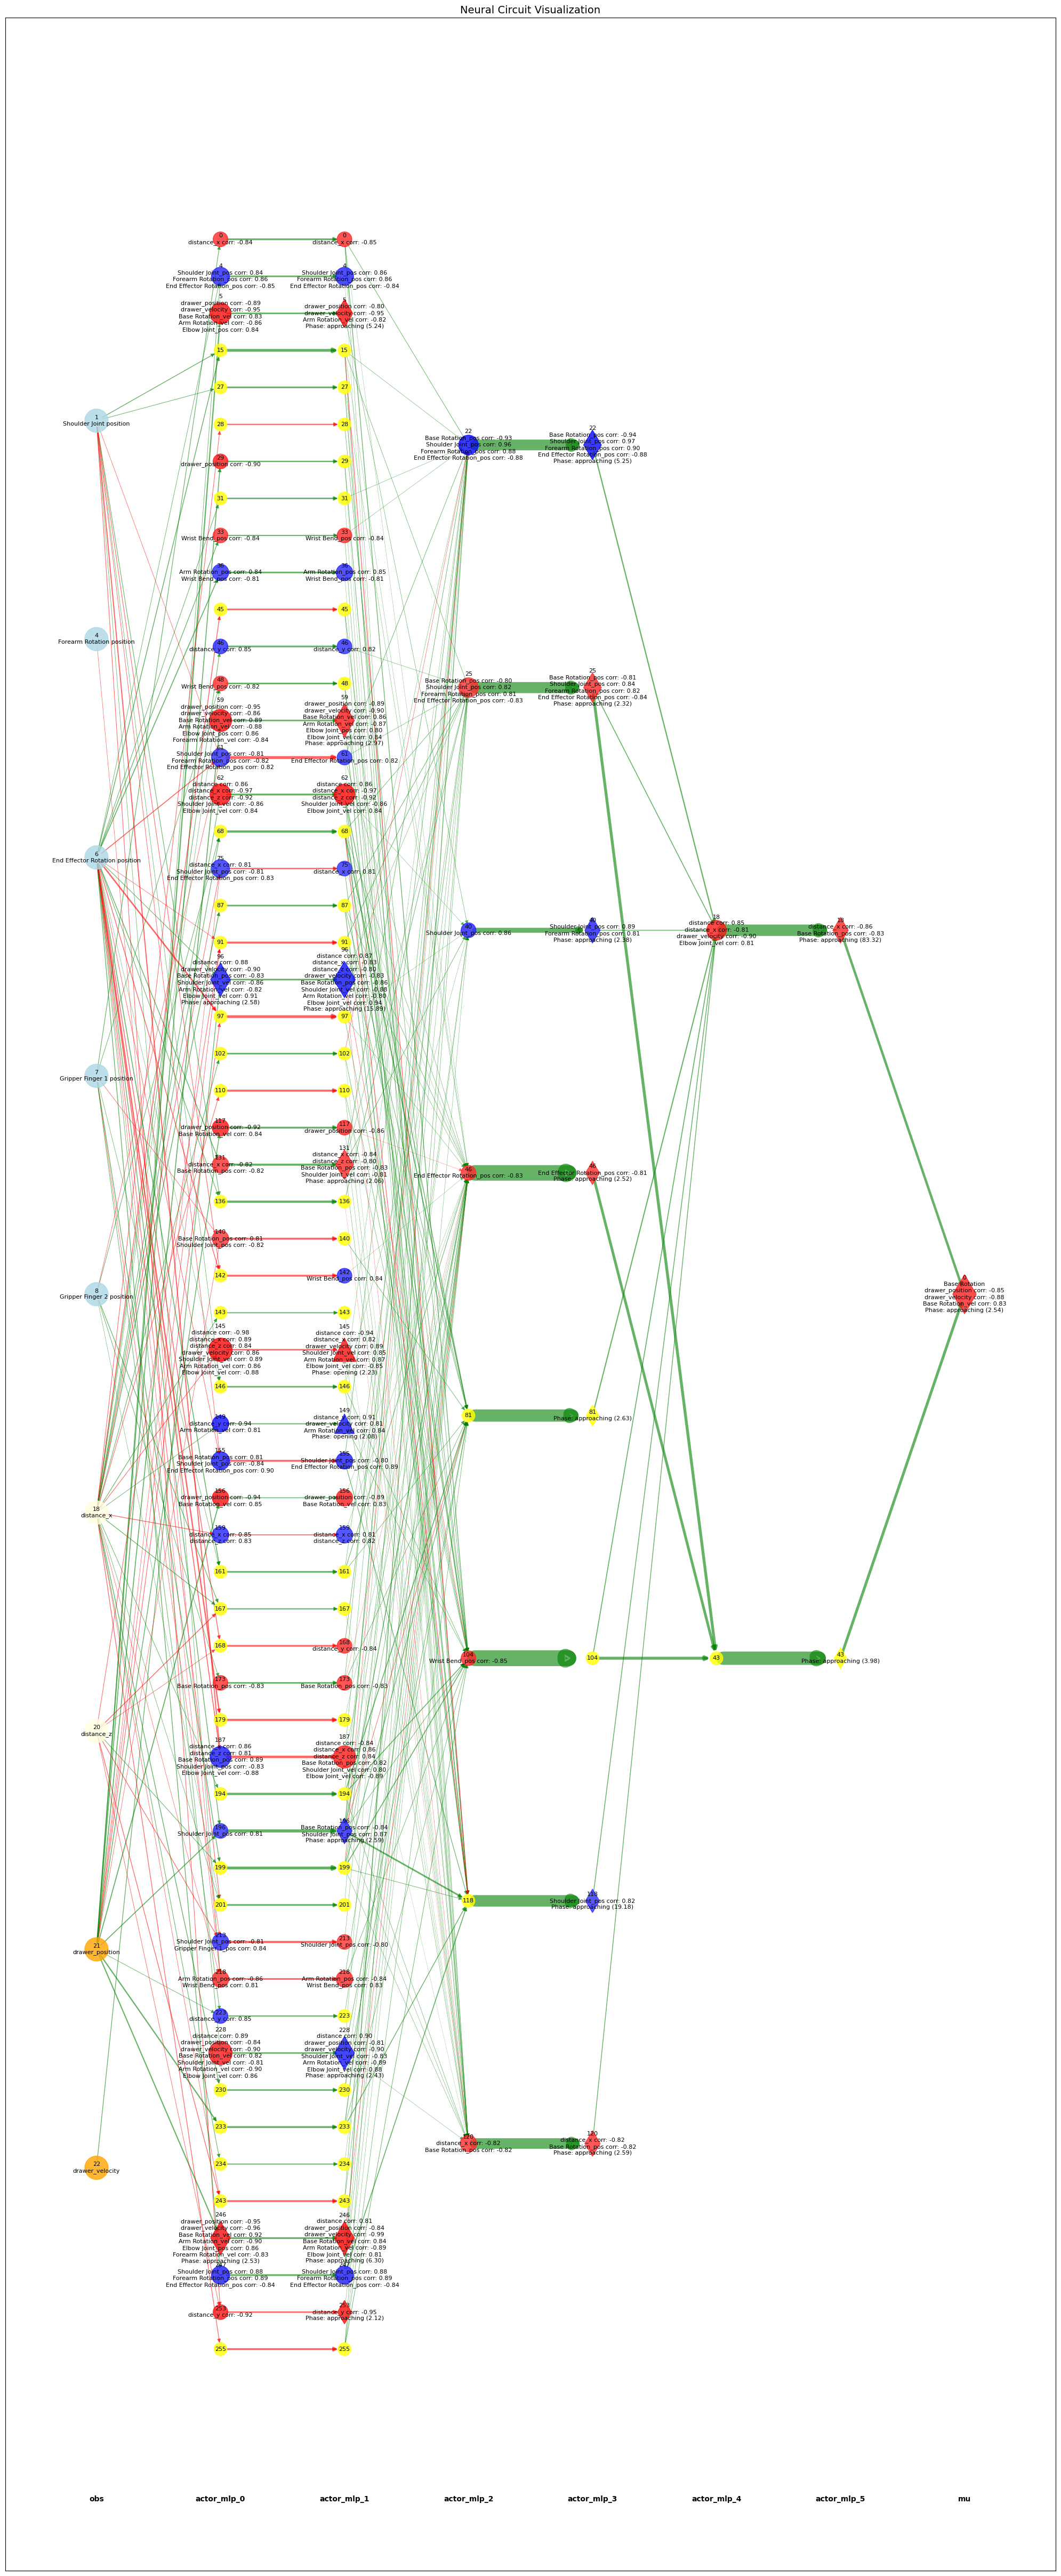 Neural Circuit Visualization
1
Shoulder Joint position
4
Forearm Rotation position
6
End Effector Rotation position
7
Gripper Finger 1 position
8
Gripper Finger 2 position
18
distance_x
20
distance_z
21
drawer_position
22
drawer_velocity
obs
0
distance_x corr: -0.84
4
Shoulder Joint_pos corr: 0.84
Forearm Rotation_pos corr: 0.86
End Effector Rotation_pos corr: -0.85
5
drawer_position corr: -0.89
drawer_velocity corr: -0.95
Base Rotation_vel corr: 0.83
Arm Rotation_vel corr: -0.86
Elbow Joint_pos corr: 0.84
15
27
28
29
drawer_position corr: -0.90
31
33
Wrist Bend_pos corr: -0.84
36
Arm Rotation_pos corr: 0.84
Wrist Bend_pos corr: -0.81
45
46
distance_y corr: 0.85
48
Wrist Bend_pos corr: -0.82
59
drawer_position corr: -0.95
drawer_velocity corr: -0.86
Base Rotation_vel corr: 0.89
Arm Rotation_vel corr: -0.88
Elbow Joint_pos corr: 0.86
Forearm Rotation_vel corr: -0.84
61
Shoulder Joint_pos corr: -0.81
Forearm Rotation_pos corr: -0.82
End Effector Rotation_pos corr: 0.82
62
distance corr: 0.86
distance_x corr: -0.97
distance_z corr: -0.92
Shoulder Joint_vel corr: -0.86
Elbow Joint_vel corr: 0.84
68
75
distance_x corr: 0.81
Shoulder Joint_pos corr: -0.81
End Effector Rotation_pos corr: 0.83
87
91
96
distance corr: 0.88
drawer_velocity corr: -0.90
Base Rotation_pos corr: -0.83
Shoulder Joint_vel corr: -0.86
Arm Rotation_vel corr: -0.82
Elbow Joint_vel corr: 0.91
Phase: approaching (2.58)
97
102
110
117
drawer_position corr: -0.92
Base Rotation_vel corr: 0.84
131
distance_x corr: -0.82
Base Rotation_pos corr: -0.82
136
140
Base Rotation_pos corr: 0.81
Shoulder Joint_pos corr: -0.82
142
143
145
distance corr: -0.98
distance_x corr: 0.89
distance_z corr: 0.84
drawer_velocity corr: 0.86
Shoulder Joint_vel corr: 0.89
Arm Rotation_vel corr: 0.86
Elbow Joint_vel corr: -0.88
146
149
distance_y corr: 0.94
Arm Rotation_vel corr: 0.81
155
Base Rotation_pos corr: 0.81
Shoulder Joint_pos corr: -0.84
End Effector Rotation_pos corr: 0.90
156
drawer_position corr: -0.94
Base Rotation_vel corr: 0.85
159
distance_x corr: 0.85
distance_z corr: 0.83
161
167
168
173
Base Rotation_pos corr: -0.83
179
187
distance_x corr: 0.86
distance_z corr: 0.81
Base Rotation_pos corr: 0.89
Shoulder Joint_pos corr: -0.83
Elbow Joint_vel corr: -0.88
194
196
Shoulder Joint_pos corr: 0.81
199
201
213
Shoulder Joint_pos corr: -0.81
Gripper Finger 1_pos corr: 0.84
218
Arm Rotation_pos corr: -0.86
Wrist Bend_pos corr: 0.81
223
distance_y corr: 0.85
228
distance corr: 0.89
drawer_position corr: -0.84
drawer_velocity corr: -0.90
Base Rotation_vel corr: 0.82
Shoulder Joint_vel corr: -0.81
Arm Rotation_vel corr: -0.90
Elbow Joint_vel corr: 0.86
230
233
234
243
246
drawer_position corr: -0.95
drawer_velocity corr: -0.96
Base Rotation_vel corr: 0.92
Arm Rotation_vel corr: -0.90
Elbow Joint_pos corr: 0.86
Forearm Rotation_vel corr: -0.83
Phase: approaching (2.53)
Shoulder Joint_pos corr: 0.88
Forearm Rotation_pos corr: 0.89
End Effector Rotation_pos corr: -0.84
253
distance_y corr: -0.92
255
actor_mlp_0
0
distance_x corr: -0.85
4
Shoulder Joint_pos corr: 0.86
Forearm Rotation_pos corr: 0.86
End Effector Rotation_pos corr: -0.84
5
drawer_position corr: -0.80
drawer_velocity corr: -0.95
Arm Rotation_vel corr: -0.82
Phase: approaching (5.24)
15
27
28
29
31
33
Wrist Bend_pos corr: -0.84
36
Arm Rotation_pos corr: 0.85
Wrist Bend_pos corr: -0.81
45
46
distance_y corr: 0.82
48
59
drawer_position corr: -0.89
drawer_velocity corr: -0.90
Base Rotation_vel corr: 0.86
Arm Rotation_vel corr: -0.87
Elbow Joint_pos corr: 0.80
Elbow Joint_vel corr: 0.84
Phase: approaching (2.97)
61
End Effector Rotation_pos corr: 0.82
62
distance corr: 0.86
distance_x corr: -0.97
distance_z corr: -0.92
Shoulder Joint_vel corr: -0.86
Elbow Joint_vel corr: 0.84
68
75
distance_x corr: 0.81
87
91
96
distance corr: 0.87
distance_x corr: -0.83
distance_z corr: -0.80
drawer_velocity corr: -0.83
Base Rotation_pos corr: -0.86
Shoulder Joint_vel corr: -0.88
Arm Rotation_vel corr: -0.80
Elbow Joint_vel corr: 0.94
Phase: approaching (15.89)
97
102
110
117
drawer_position corr: -0.86
131
distance_x corr: -0.84
distance_z corr: -0.80
Base Rotation_pos corr: -0.83
Shoulder Joint_vel corr: -0.81
Phase: approaching (2.06)
136
140
142
Wrist Bend_pos corr: 0.84
143
145
distance corr: -0.94
distance_x corr: 0.82
drawer_velocity corr: 0.89
Shoulder Joint_vel corr: 0.85
Arm Rotation_vel corr: 0.87
Elbow Joint_vel corr: -0.85
Phase: opening (2.23)
146
149
distance_y corr: 0.91
drawer_velocity corr: 0.81
Arm Rotation_vel corr: 0.84
Phase: opening (2.08)
155
Shoulder Joint_pos corr: -0.80
End Effector Rotation_pos corr: 0.89
156
drawer_position corr: -0.89
Base Rotation_vel corr: 0.83
159
distance_x corr: 0.81
distance_z corr: 0.82
161
167
168
distance_y corr: -0.84
173
Base Rotation_pos corr: -0.83
179
187
distance corr: -0.84
distance_x corr: 0.86
distance_z corr: 0.84
Base Rotation_pos corr: 0.82
Shoulder Joint_vel corr: 0.80
Elbow Joint_vel corr: -0.89
194
196
Base Rotation_pos corr: -0.84
Shoulder Joint_pos corr: 0.87
Phase: approaching (2.59)
199
201
213
Shoulder Joint_pos corr: -0.80
218
Arm Rotation_pos corr: -0.84
Wrist Bend_pos corr: 0.83
223
228
distance corr: 0.90
drawer_position corr: -0.81
drawer_velocity corr: -0.90
Shoulder Joint_vel corr: -0.83
Arm Rotation_vel corr: -0.89
Elbow Joint_vel corr: 0.88
Phase: approaching (2.43)
230
233
234
243
246
distance corr: 0.81
drawer_position corr: -0.84
drawer_velocity corr: -0.99
Base Rotation_vel corr: 0.84
Arm Rotation_vel corr: -0.89
Elbow Joint_vel corr: 0.81
Phase: approaching (6.30)
Shoulder Joint_pos corr: 0.88
Forearm Rotation_pos corr: 0.89
End Effector Rotation_pos corr: -0.84
253
distance_y corr: -0.95
Phase: approaching (2.12)
255
actor_mlp_1
22
Base Rotation_pos corr: -0.93
Shoulder Joint_pos corr: 0.96
Forearm Rotation_pos corr: 0.88
End Effector Rotation_pos corr: -0.88
25
Base Rotation_pos corr: -0.80
Shoulder Joint_pos corr: 0.82
Forearm Rotation_pos corr: 0.81
End Effector Rotation_pos corr: -0.83
40
Shoulder Joint_pos corr: 0.86
46
End Effector Rotation_pos corr: -0.83
81
104
Wrist Bend_pos corr: -0.85
118
170
distance_x corr: -0.82
Base Rotation_pos corr: -0.82
actor_mlp_2
22
Base Rotation_pos corr: -0.94
Shoulder Joint_pos corr: 0.97
Forearm Rotation_pos corr: 0.90
End Effector Rotation_pos corr: -0.88
Phase: approaching (5.25)
25
Base Rotation_pos corr: -0.81
Shoulder Joint_pos corr: 0.84
Forearm Rotation_pos corr: 0.82
End Effector Rotation_pos corr: -0.84
Phase: approaching (2.32)
40
Shoulder Joint_pos corr: 0.89
Forearm Rotation_pos corr: 0.81
Phase: approaching (2.38)
46
End Effector Rotation_pos corr: -0.81
Phase: approaching (2.52)
81
Phase: approaching (2.63)
104
118
Shoulder Joint_pos corr: 0.82
Phase: approaching (19.18)
170
distance_x corr: -0.82
Base Rotation_pos corr: -0.82
Phase: approaching (2.59)
actor_mlp_3
18
distance corr: 0.85
distance_x corr: -0.81
drawer_velocity corr: -0.90
Elbow Joint_vel corr: 0.81
43
actor_mlp_4
18
distance_x corr: -0.86
Base Rotation_pos corr: -0.83
Phase: approaching (83.32)
43
Phase: approaching (3.98)
actor_mlp_5
Base Rotation
drawer_position corr: -0.85
drawer_velocity corr: -0.88
Base Rotation_vel corr: 0.83
Phase: approaching (2.54)
mu